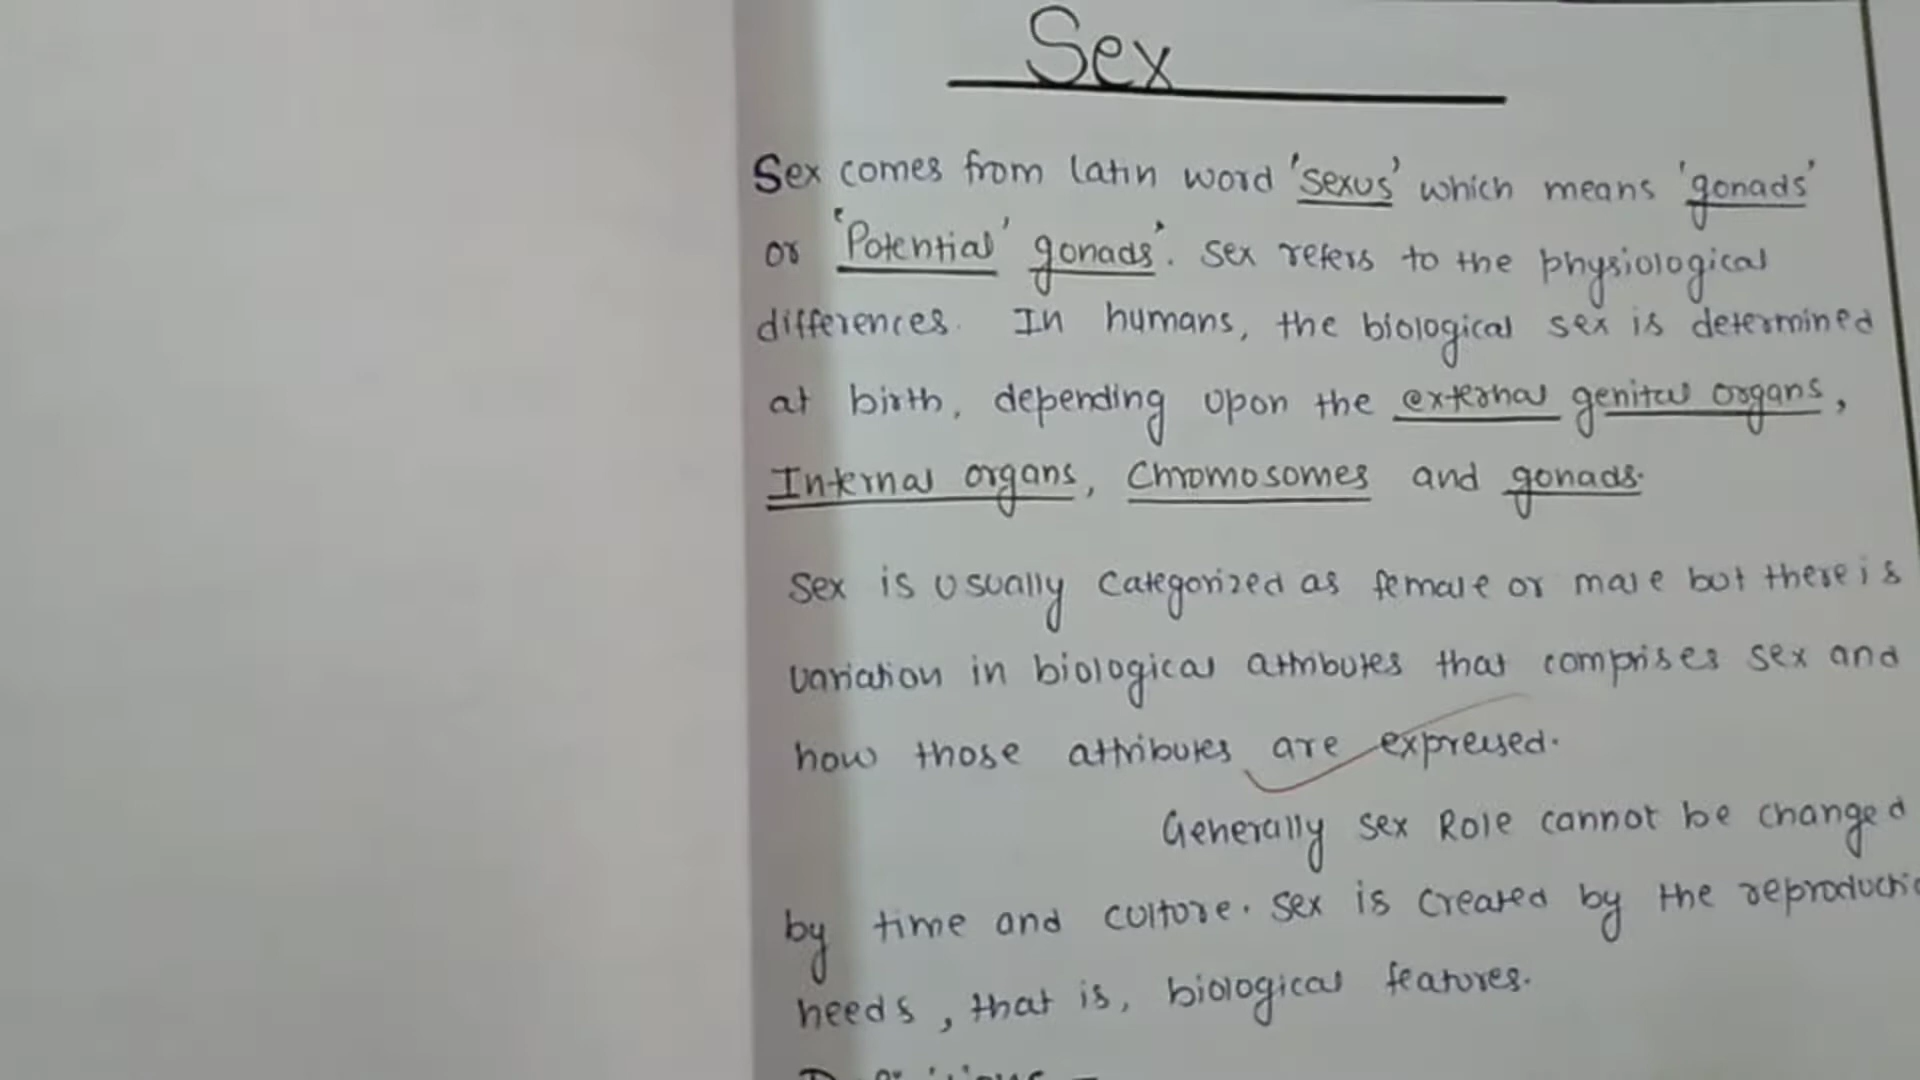 Sex
Sex comes from Latin word 'sexus' which means 'gonads'
or 'Potential' gonads'. Sex refers to the physiological
differences. In humans, the biological sex is determined
at birth, depending upon the external genital organs,
Internal organs, Chromosomes and gonads.
Sex is usually categorized as female or male but there is
variation in biological attributes that comprises sex and
how those attributes are expressed.
Generally sex Role cannot be changed
by time and culture. Sex is created by the
needs, that is, biological features.